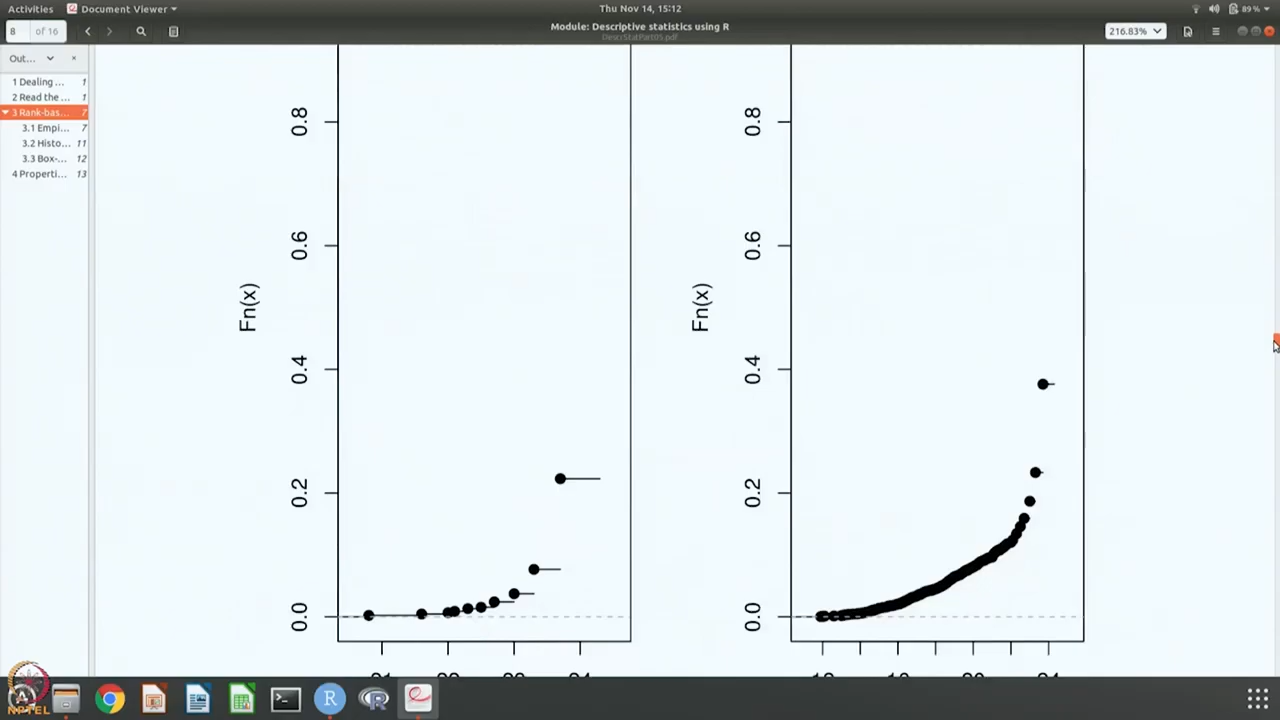 Activities
Document Viewer
Thu Nov 14, 15:12
89 %
8
of 16
Module: Descriptive statistics using R
DescrStatPart05.pdf
216.83%
Out...
1 Dealing ... 1
2 Read the ... 1
3 Rank-bas... 7
3.1 Empi... 7
3.2 Histo... 11
3.3 Box-... 12
4 Properti... 13
Fn(x)
0.8
0.6
0.4
0.2
0.0
Fn(x)
0.8
0.6
0.4
0.2
0.0
NPTEL